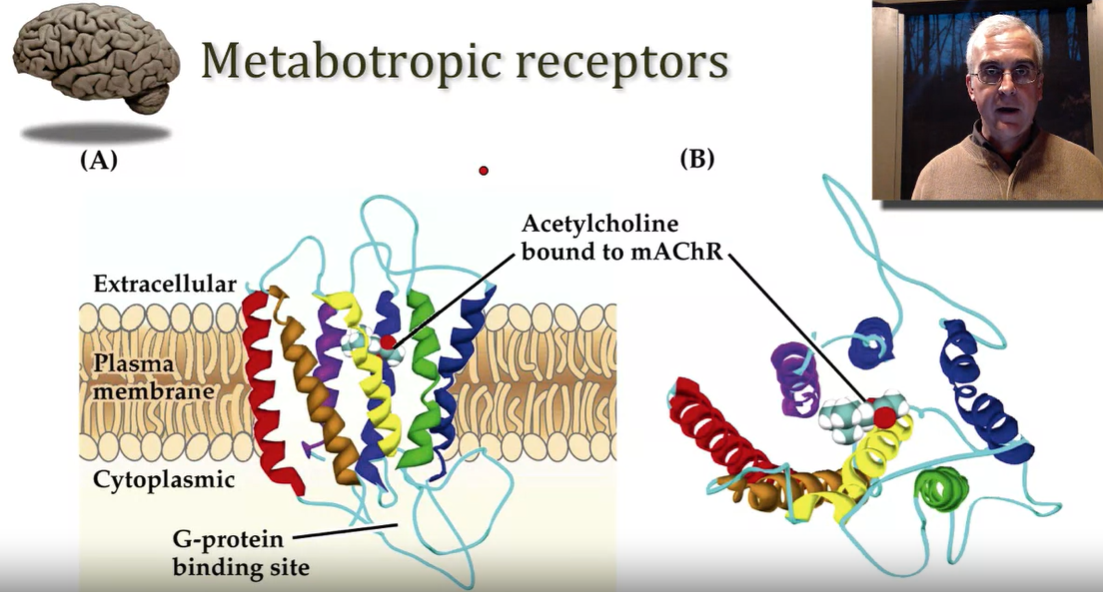 Metabotropic receptors
(A)
(B)
Acetylcholine
bound to mAChR
Extracellular
Plasma
membrane
Cytoplasmic
G-protein
binding site